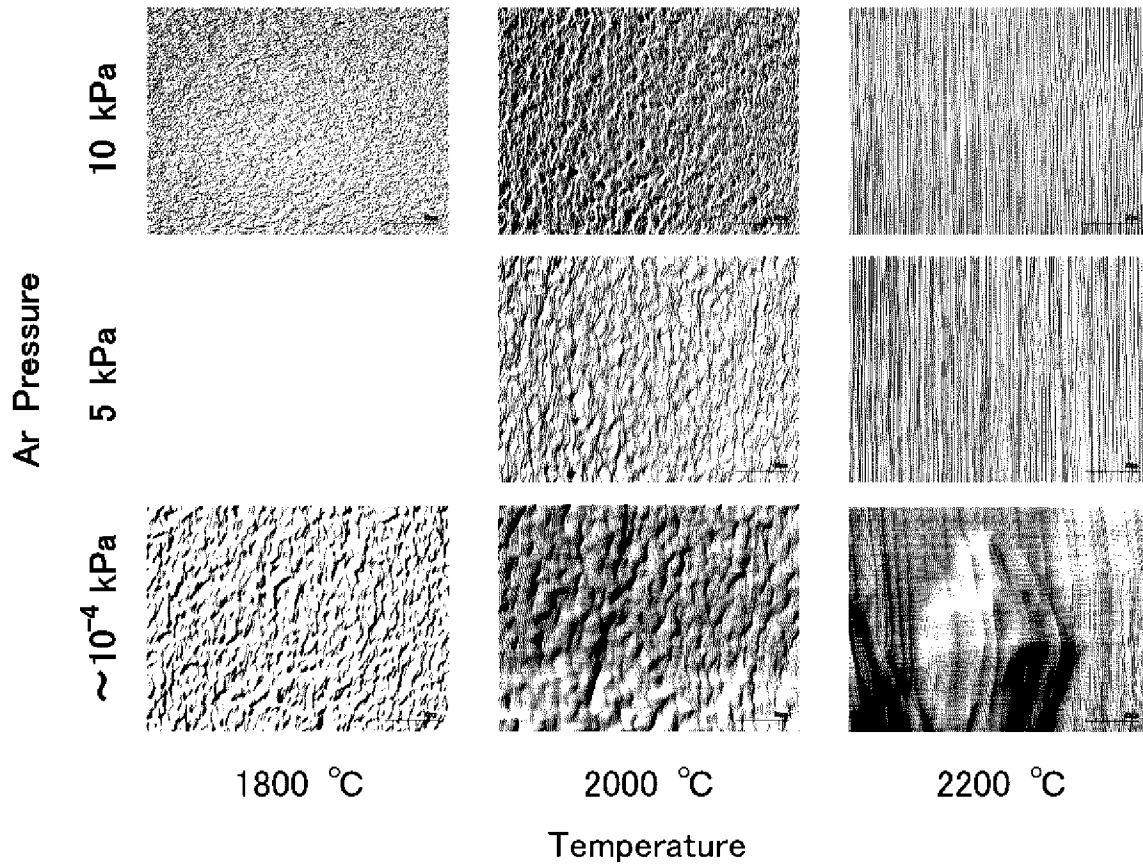 Ar Pressure
10 kPa
5 kPa
~10⁻⁴ kPa
1800 ℃
2000 ℃
2200 ℃
Temperature